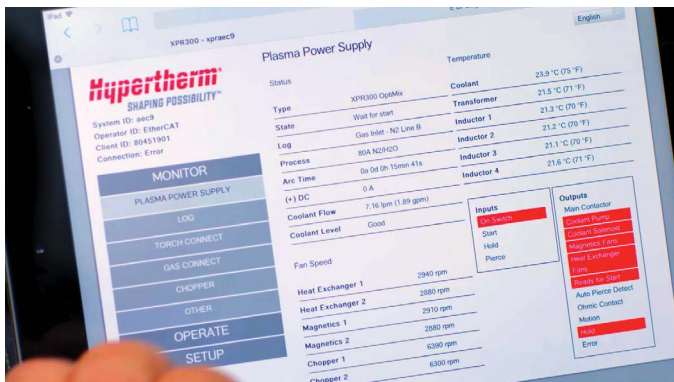 iPad
XPR300 - xpraec9
English
Hypertherm
SHAPING POSSIBILITY™
System ID: aec9
Operator ID: EtherCAT
Client ID: 80451901
Connection: Error
MONITOR
PLASMA POWER SUPPLY
LOG
TORCH CONNECT
GAS CONNECT
CHOPPER
OTHER
OPERATE
SETUP
Plasma Power Supply
Status
Type XPR300 OptiMix
State Wait for start
Log Gas Inlet - N2 Line B
Process 80A N2/H2O
Arc Time 0a 0d 0h 15min 41s
(+) DC 0 A
Coolant Flow 7.16 lpm (1.89 gpm)
Coolant Level Good
Fan Speed
Heat Exchanger 1 2940 rpm
Heat Exchanger 2 2880 rpm
Magnetics 1 2910 rpm
Magnetics 2 2880 rpm
Chopper 1 6390 rpm
Chopper 2 6300 rpm
Temperature
Coolant 23.9 °C (75 °F)
Transformer 21.5 °C (71 °F)
Inductor 1 21.3 °C (70 °F)
Inductor 2 21.2 °C (70 °F)
Inductor 3 21.1 °C (70 °F)
Inductor 4 21.6 °C (71 °F)
Inputs
On Switch
Start
Hold
Pierce
Outputs
Main Contactor
Coolant Pump
Coolant Solenoid
Magnetics Fans
Heat Exchanger
Fans
Ready for Start
Auto Pierce Detect
Ohmic Contact
Motion
Hold
Error